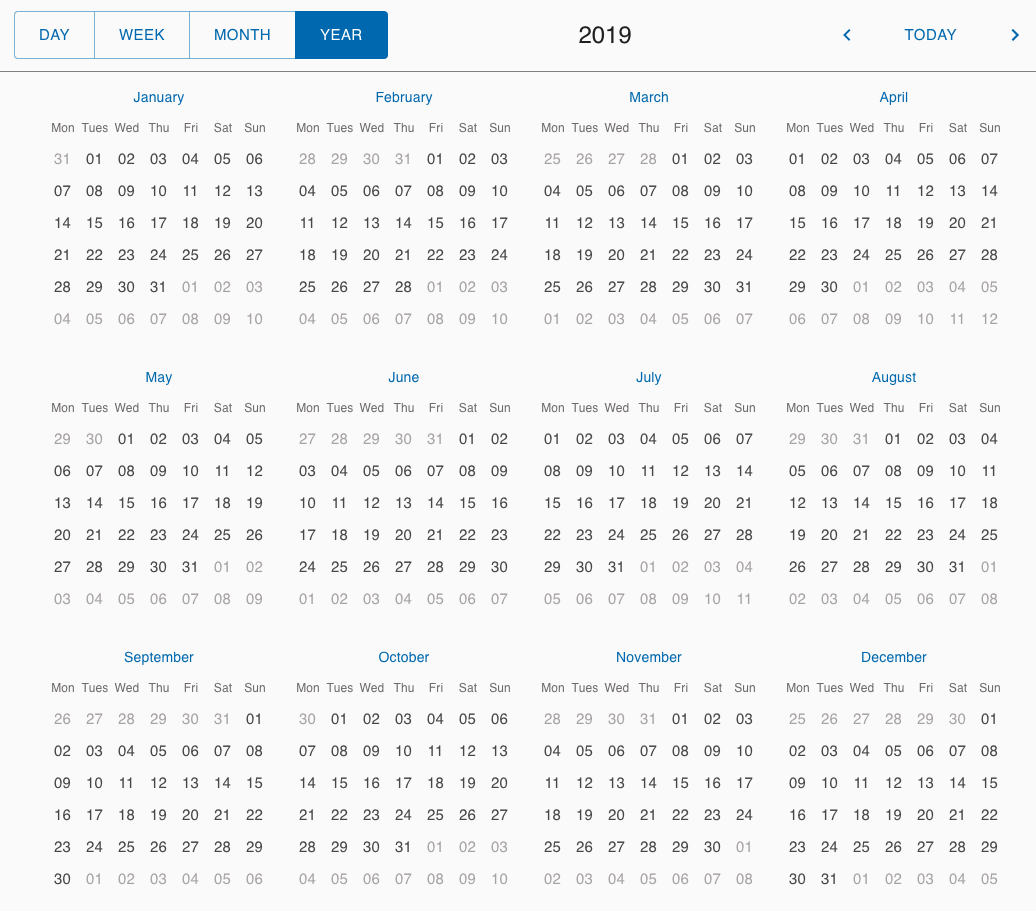 DAY WEEK MONTH YEAR 2019 TODAY
January February March April
Mon Tues Wed Thu Fri Sat Sun Mon Tues Wed Thu Fri Sat Sun Mon Tues Wed Thu Fri Sat Sun Mon Tues Wed Thu Fri Sat Sun
31 01 02 03 04 05 06 28 29 30 31 01 02 03 25 26 27 28 01 02 03 01 02 03 04 05 06 07
07 08 09 10 11 12 13 04 05 06 07 08 09 10 04 05 06 07 08 09 10 08 09 10 11 12 13 14
14 15 16 17 18 19 20 11 12 13 14 15 16 17 11 12 13 14 15 16 17 15 16 17 18 19 20 21
21 22 23 24 25 26 27 18 19 20 21 22 23 24 18 19 20 21 22 23 24 22 23 24 25 26 27 28
28 29 30 31 01 02 03 25 26 27 28 01 02 03 25 26 27 28 29 30 31 29 30 01 02 03 04 05
04 05 06 07 08 09 10 04 05 06 07 08 09 10 01 02 03 04 05 06 07 06 07 08 09 10 11 12
May June July August
Mon Tues Wed Thu Fri Sat Sun Mon Tues Wed Thu Fri Sat Sun Mon Tues Wed Thu Fri Sat Sun Mon Tues Wed Thu Fri Sat Sun
29 30 01 02 03 04 05 27 28 29 30 31 01 02 01 02 03 04 05 06 07 29 30 31 01 02 03 04
06 07 08 09 10 11 12 03 04 05 06 07 08 09 08 09 10 11 12 13 14 05 06 07 08 09 10 11
13 14 15 16 17 18 19 10 11 12 13 14 15 16 15 16 17 18 19 20 21 12 13 14 15 16 17 18
20 21 22 23 24 25 26 17 18 19 20 21 22 23 22 23 24 25 26 27 28 19 20 21 22 23 24 25
27 28 29 30 31 01 02 24 25 26 27 28 29 30 29 30 31 01 02 03 04 26 27 28 29 30 31 01
03 04 05 06 07 08 09 01 02 03 04 05 06 07 05 06 07 08 09 10 11 02 03 04 05 06 07 08
September October November December
Mon Tues Wed Thu Fri Sat Sun Mon Tues Wed Thu Fri Sat Sun Mon Tues Wed Thu Fri Sat Sun Mon Tues Wed Thu Fri Sat Sun
26 27 28 29 30 31 01 30 01 02 03 04 05 06 28 29 30 31 01 02 03 25 26 27 28 29 30 01
02 03 04 05 06 07 08 07 08 09 10 11 12 13 04 05 06 07 08 09 10 02 03 04 05 06 07 08
09 10 11 12 13 14 15 14 15 16 17 18 19 20 11 12 13 14 15 16 17 09 10 11 12 13 14 15
16 17 18 19 20 21 22 21 22 23 24 25 26 27 18 19 20 21 22 23 24 16 17 18 19 20 21 22
23 24 25 26 27 28 29 28 29 30 31 01 02 03 25 26 27 28 29 30 01 23 24 25 26 27 28 29
30 01 02 03 04 05 06 04 05 06 07 08 09 10 02 03 04 05 06 07 08 30 31 01 02 03 04 05